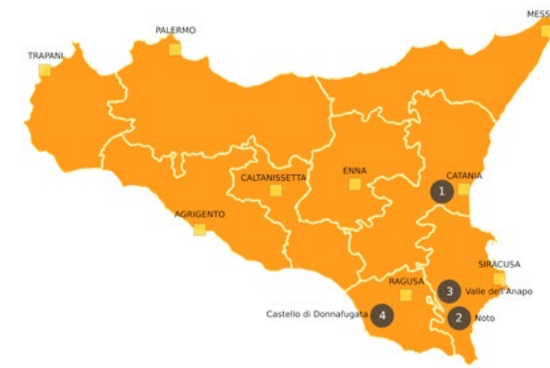 MESS
PALERMO
TRAPANI
ENNA
CALTANISSETTA
CATANIA
1
AGRIGENTO
SIRACUSA
RAGUSA
3 Valle dell'Anapo
Castello di Donnafugata 4
2 Noto